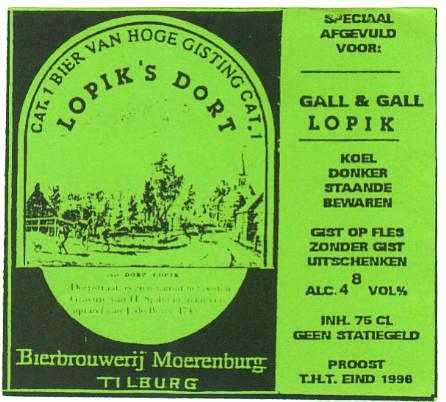 CAT. 1 BIER VAN HOGE GISTING CAT. 1
LOPIK'S DORT
DORP LOPIK
Bierbrouwerij Moerenburg
TILBURG
SPECIAAL
AFGEVULD
VOOR:
GALL & GALL
LOPIK
KOEL
DONKER
STAANDE
BEWAREN
GIST OP FLES
ZONDER GIST
UITSCHENKEN
ALC. 4 8 VOL%
INH. 75 CL
GEEN STATIEGELD
PROOST
T.H.T. EIND 1996